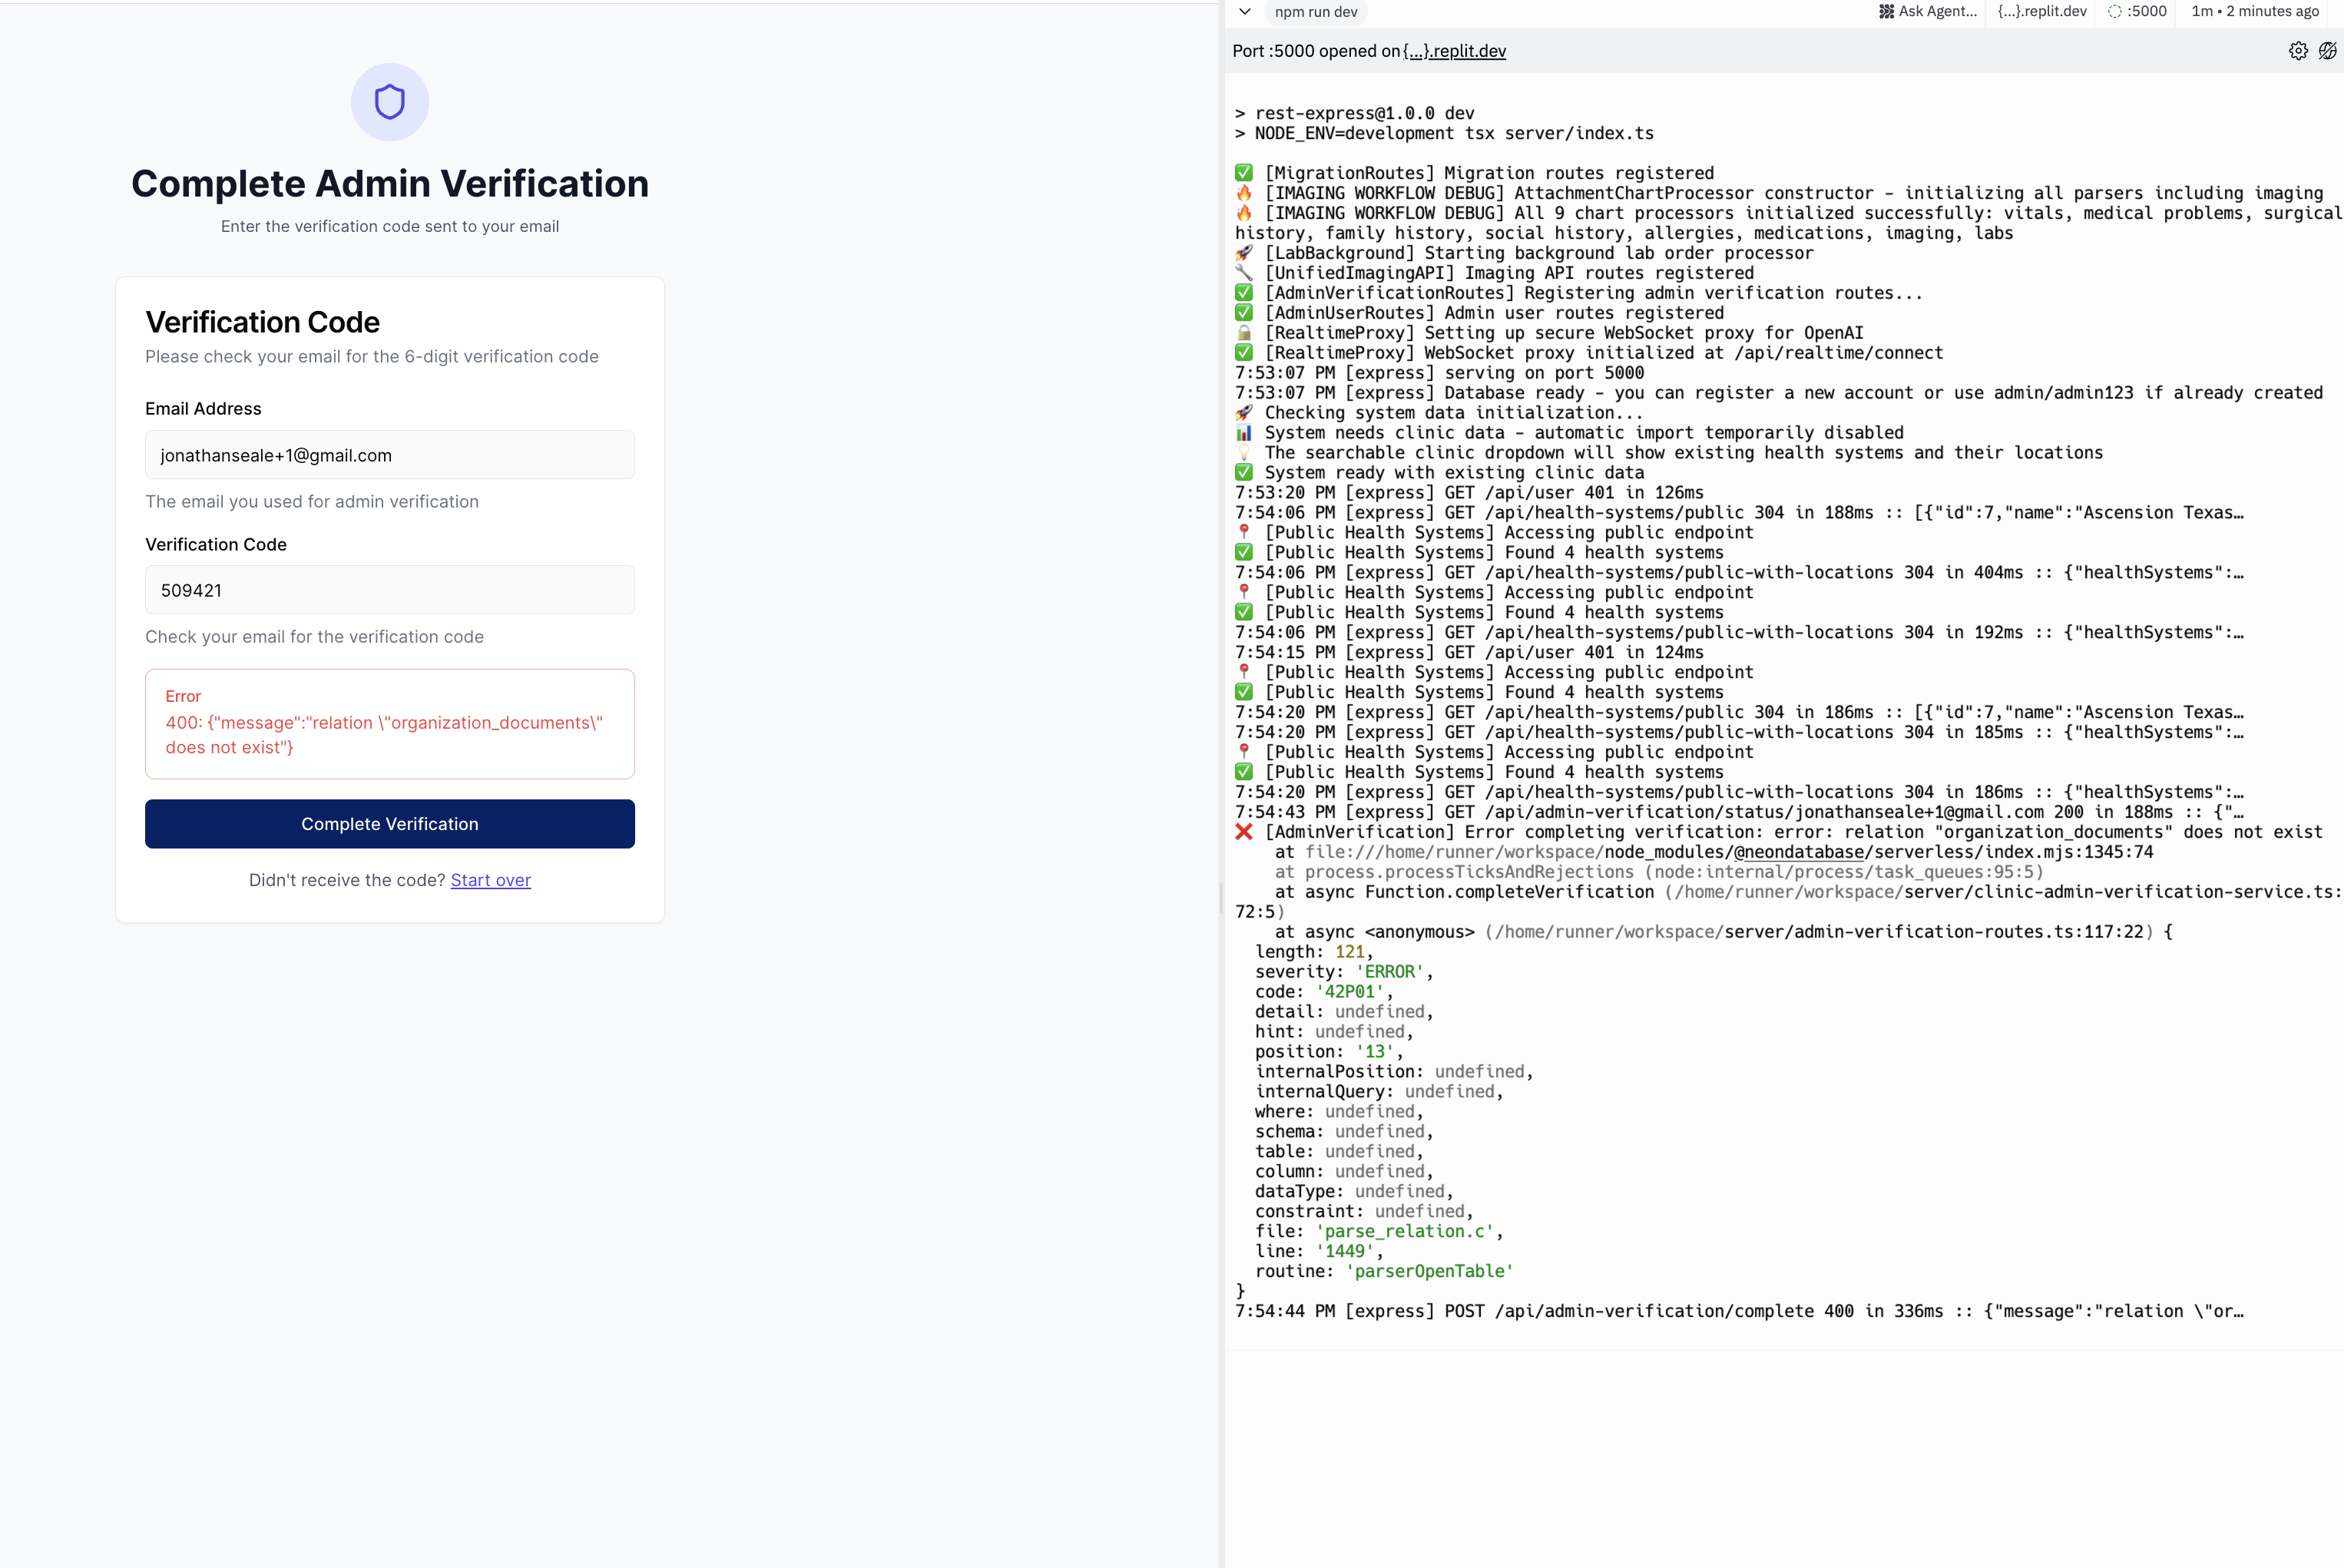 Complete Admin Verification
Enter the verification code sent to your email
Verification Code
Please check your email for the 6-digit verification code
Email Address
jonathanseale+1@gmail.com
The email you used for admin verification
Verification Code
509421
Check your email for the verification code
Error
400: {"message":"relation \"organization_documents\"
does not exist"}
Complete Verification
Didn't receive the code? Start over
npm run dev
Ask Agent...
{...}.replit.dev
:5000
1m • 2 minutes ago
Port :5000 opened on {...}.replit.dev
> rest-express@1.0.0 dev
> NODE_ENV=development tsx server/index.ts
✅ [MigrationRoutes] Migration routes registered
🔥 [IMAGING WORKFLOW DEBUG] AttachmentChartProcessor constructor - initializing all parsers including imaging
🔥 [IMAGING WORKFLOW DEBUG] All 9 chart processors initialized successfully: vitals, medical problems, surgical
history, family history, social history, allergies, medications, imaging, labs
🚀 [LabBackground] Starting background lab order processor
🔧 [UnifiedImagingAPI] Imaging API routes registered
✅ [AdminVerificationRoutes] Registering admin verification routes...
✅ [AdminUserRoutes] Admin user routes registered
🔒 [RealtimeProxy] Setting up secure WebSocket proxy for OpenAI
✅ [RealtimeProxy] WebSocket proxy initialized at /api/realtime/connect
7:53:07 PM [express] serving on port 5000
7:53:07 PM [express] Database ready - you can register a new account or use admin/admin123 if already created
🚀 Checking system data initialization...
📊 System needs clinic data - automatic import temporarily disabled
💡 The searchable clinic dropdown will show existing health systems and their locations
✅ System ready with existing clinic data
7:53:20 PM [express] GET /api/user 401 in 126ms
7:54:06 PM [express] GET /api/health-systems/public 304 in 188ms :: [{"id":7,"name":"Ascension Texas…
📍 [Public Health Systems] Accessing public endpoint
✅ [Public Health Systems] Found 4 health systems
7:54:06 PM [express] GET /api/health-systems/public-with-locations 304 in 404ms :: {"healthSystems":…
📍 [Public Health Systems] Accessing public endpoint
✅ [Public Health Systems] Found 4 health systems
7:54:06 PM [express] GET /api/health-systems/public-with-locations 304 in 192ms :: {"healthSystems":…
7:54:15 PM [express] GET /api/user 401 in 124ms
📍 [Public Health Systems] Accessing public endpoint
✅ [Public Health Systems] Found 4 health systems
7:54:20 PM [express] GET /api/health-systems/public 304 in 186ms :: [{"id":7,"name":"Ascension Texas…
7:54:20 PM [express] GET /api/health-systems/public-with-locations 304 in 185ms :: {"healthSystems":…
📍 [Public Health Systems] Accessing public endpoint
✅ [Public Health Systems] Found 4 health systems
7:54:20 PM [express] GET /api/health-systems/public-with-locations 304 in 186ms :: {"healthSystems":…
7:54:43 PM [express] GET /api/admin-verification/status/jonathanseale+1@gmail.com 200 in 188ms :: {"…
❌ [AdminVerification] Error completing verification: error: relation "organization_documents" does not exist
at file:///home/runner/workspace/node_modules/@neondatabase/serverless/index.mjs:1345:74
at process.processTicksAndRejections (node:internal/process/task_queues:95:5)
at async Function.completeVerification (/home/runner/workspace/server/clinic-admin-verification-service.ts:
72:5)
at async <anonymous> (/home/runner/workspace/server/admin-verification-routes.ts:117:22) {
length: 121,
severity: 'ERROR',
code: '42P01',
detail: undefined,
hint: undefined,
position: '13',
internalPosition: undefined,
internalQuery: undefined,
where: undefined,
schema: undefined,
table: undefined,
column: undefined,
dataType: undefined,
constraint: undefined,
file: 'parse_relation.c',
line: '1449',
routine: 'parserOpenTable'
}
7:54:44 PM [express] POST /api/admin-verification/complete 400 in 336ms :: {"message":"relation \"or…